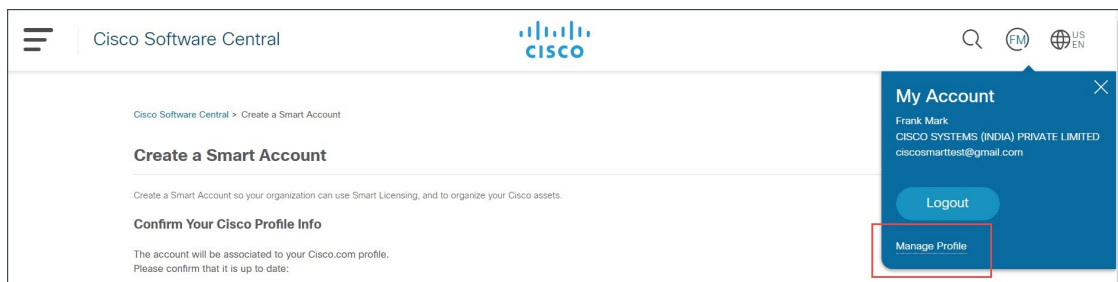 Cisco Software Central
CISCO
FM
US
EN
My Account
Frank Mark
CISCO SYSTEMS (INDIA) PRIVATE LIMITED
ciscosmarttest@gmail.com
Logout
Manage Profile
Cisco Software Central > Create a Smart Account
Create a Smart Account
Create a Smart Account so your organization can use Smart Licensing, and to organize your Cisco assets.
Confirm Your Cisco Profile Info
The account will be associated to your Cisco.com profile.
Please confirm that it is up to date: